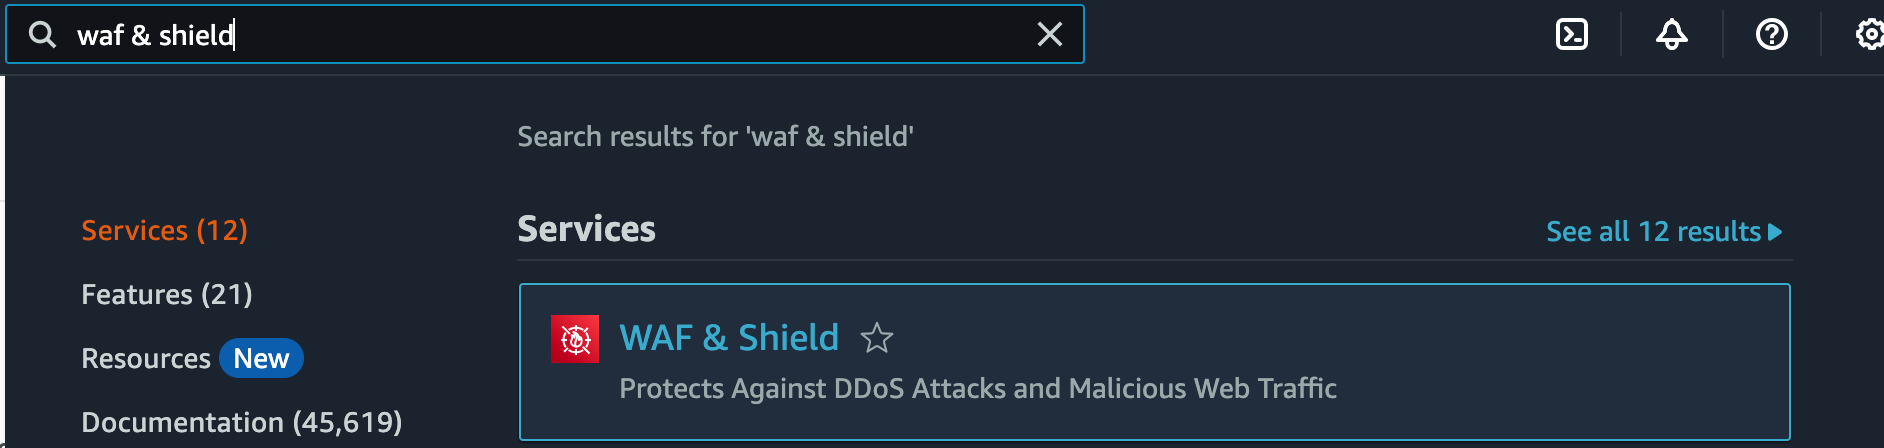 waf & shield
Search results for 'waf & shield'
Services (12)
Features (21)
Resources New
Documentation (45,619)
Services
See all 12 results
WAF & Shield
Protects Against DDoS Attacks and Malicious Web Traffic